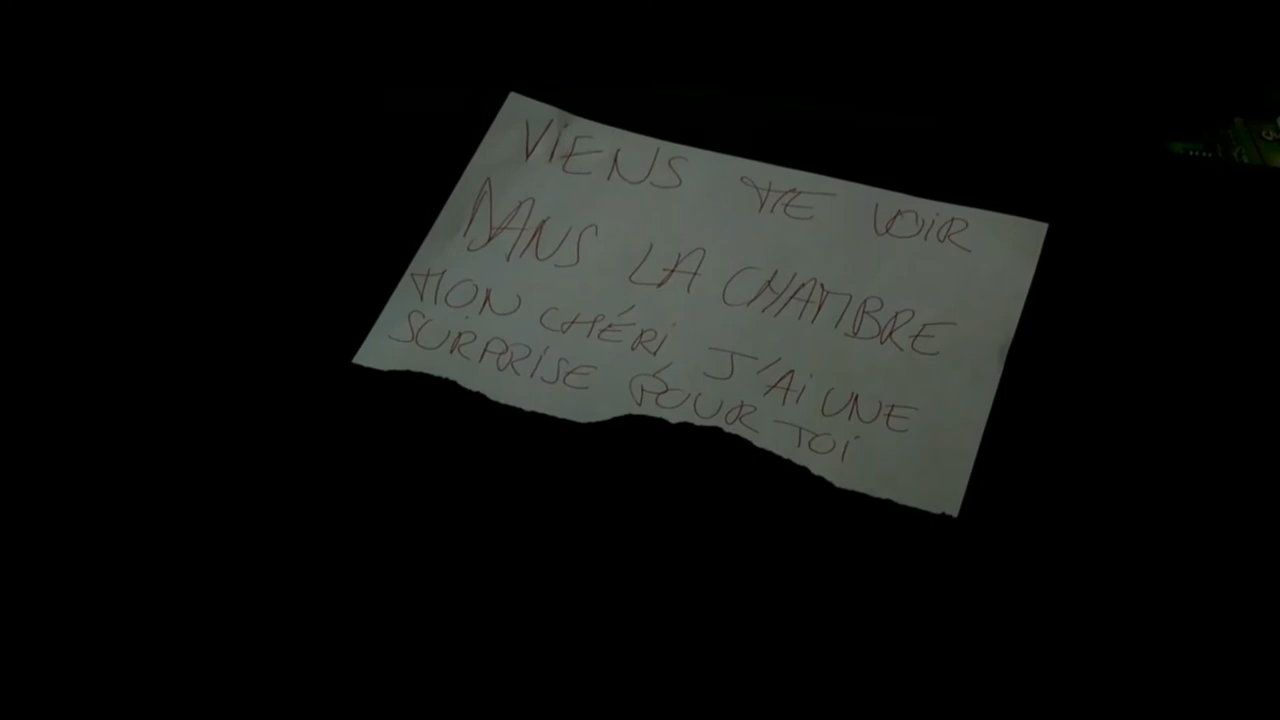 VIENS ME VOIR
DANS LA CHAMBRE
MON CHÉRI, J'AI UNE
SURPRISE POUR TOI